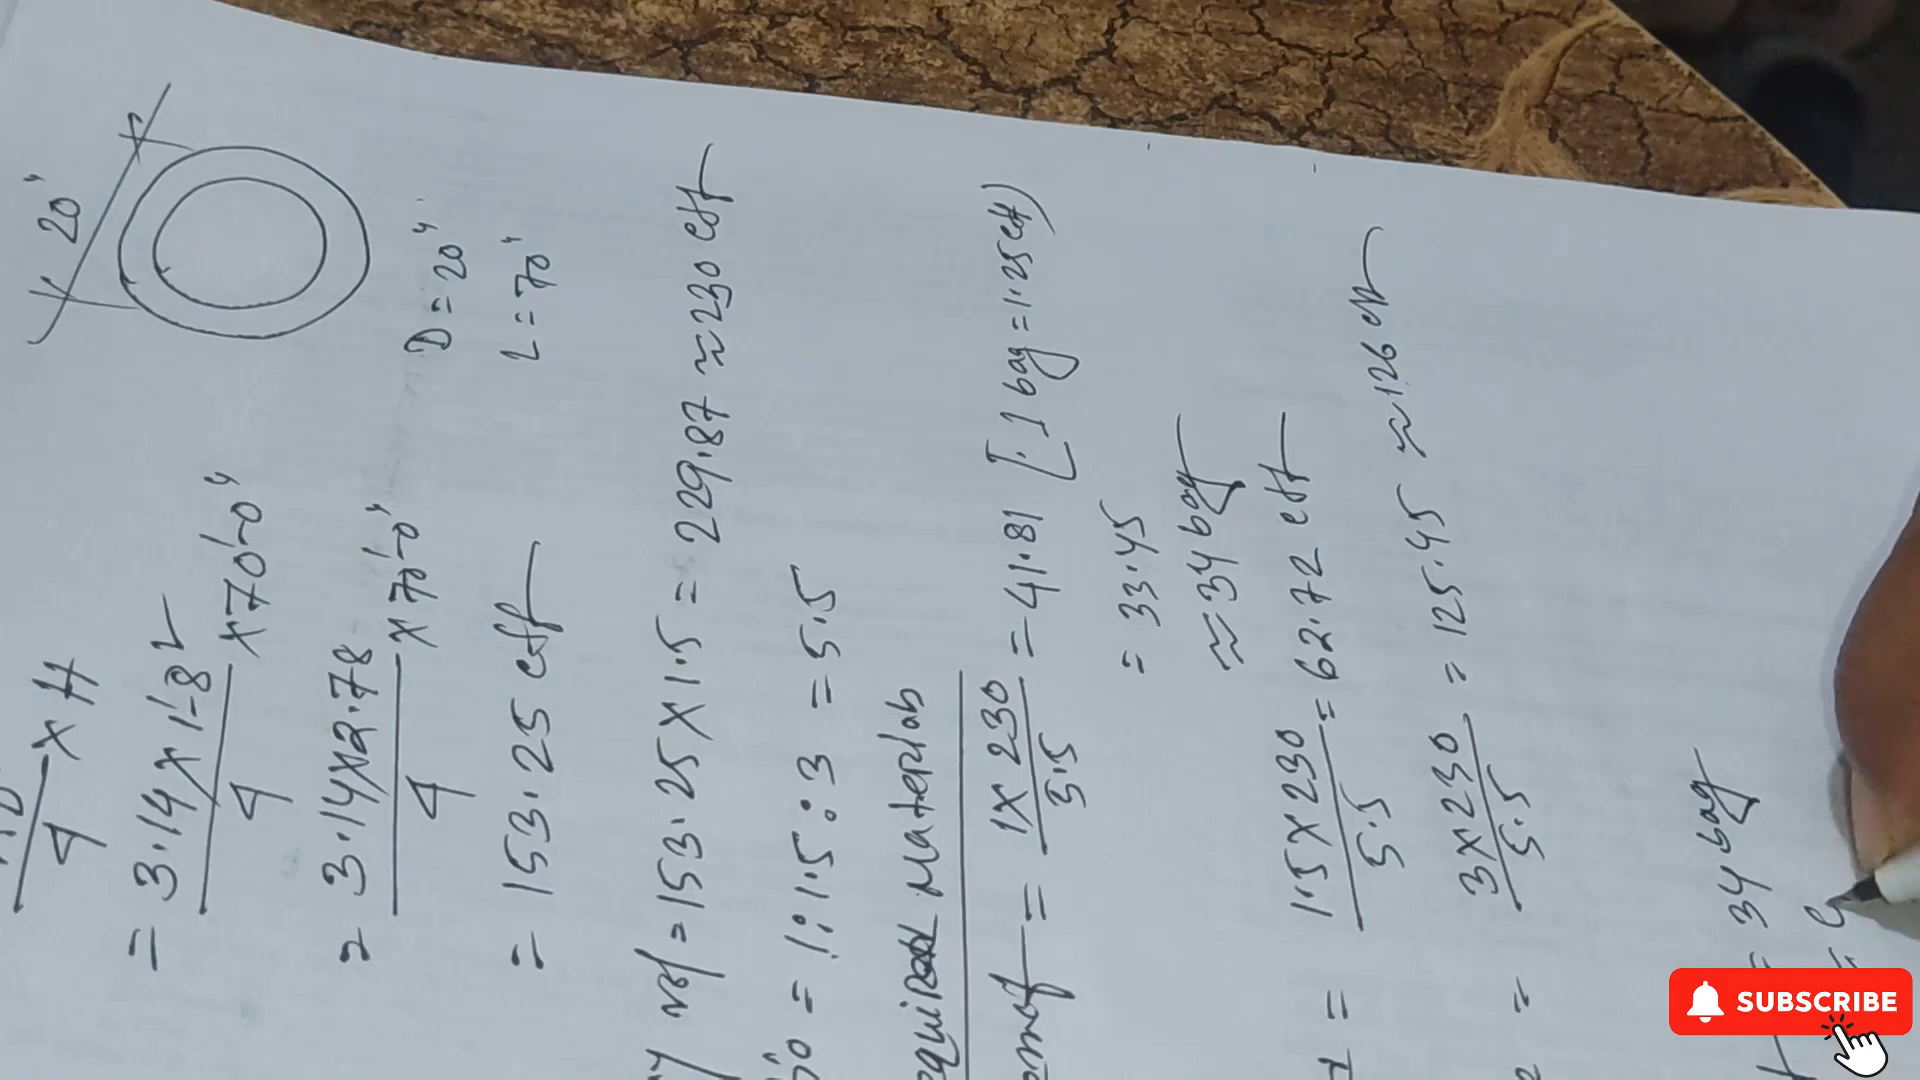 20"
D = 20"
L = 70'
4 × H
= 3.14 × 1'-8² / 4 × 70'-0"
= 3.14 × 2.78 / 4 × 70'-0"
= 153.25 cft
vol = 153.25 × 1.5 = 229.87 ≈ 230 cft
= 1:1.5:3 = 5.5
= 1 × 230 / 5.5 = 41.81 [∵ 1 bag = 1.25 cft)
= 33.45
≈ 34 bag
= 1.5 × 230 / 5.5 = 62.72 cft
= 3 × 230 / 5.5 = 125.45 ≈ 126 cft
= 34 bag
=
SUBSCRIBE